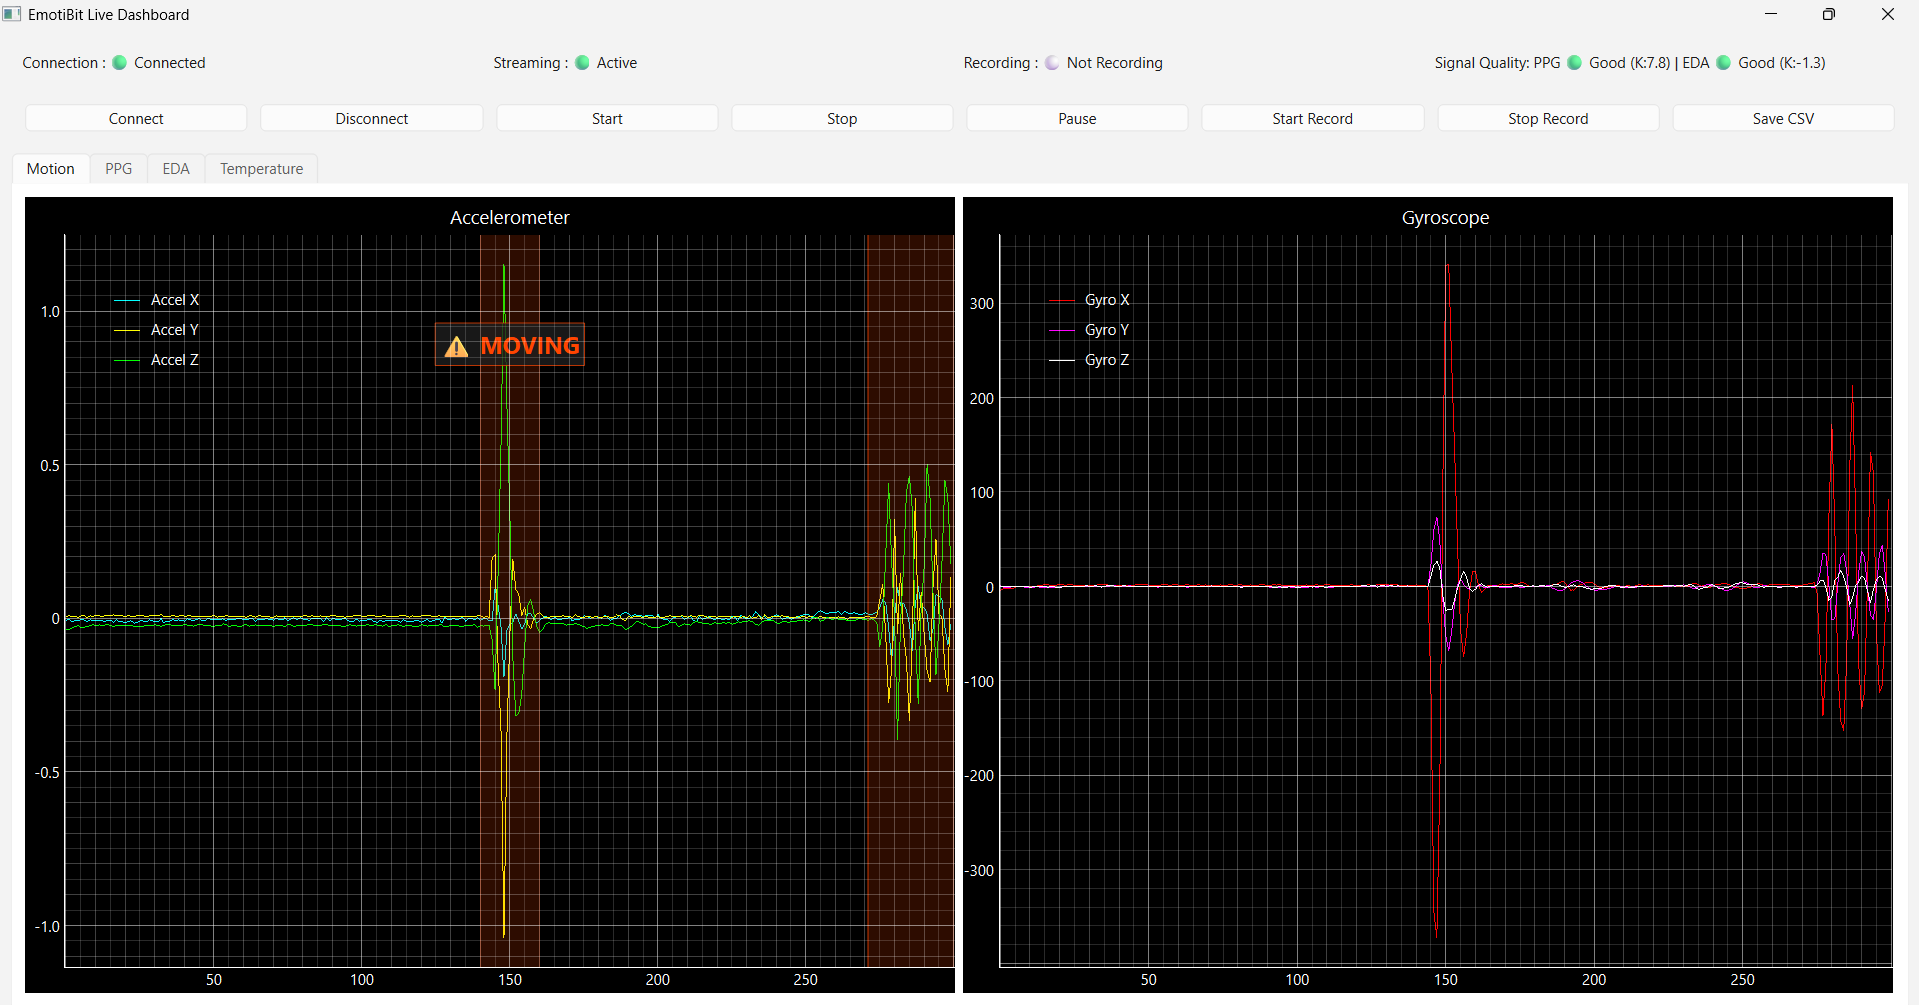 EmotiBit Live Dashboard
Connection : Connected
Streaming : Active
Recording : Not Recording
Signal Quality: PPG Good (K:7.8) | EDA Good (K:-1.3)
Connect
Disconnect
Start
Stop
Pause
Start Record
Stop Record
Save CSV
Motion
PPG
EDA
Temperature
Accelerometer
Accel X
Accel Y
Accel Z
⚠ MOVING
1.0
0.5
0
-0.5
-1.0
50
100
150
200
250
Gyroscope
Gyro X
Gyro Y
Gyro Z
300
200
100
0
-100
-200
-300
50
100
150
200
250